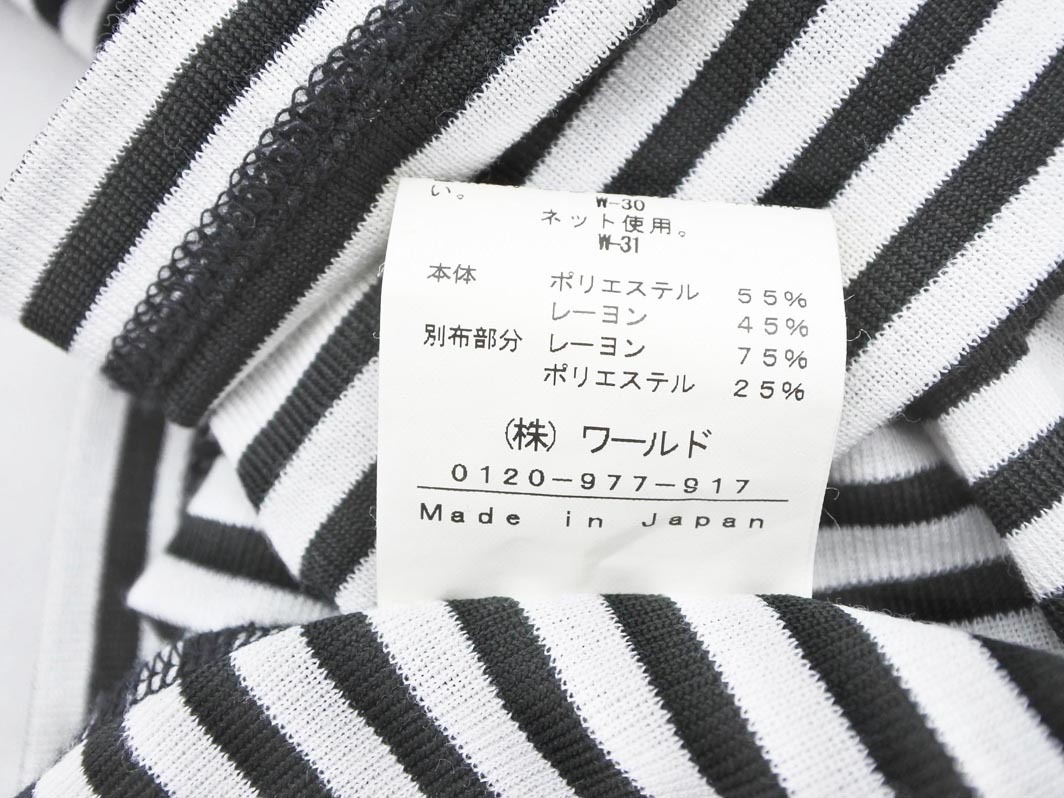 い。 W-30
ネット使用。
W-31
本体 ポリエステル 55%
レーヨン 45%
別布部分 レーヨン 75%
ポリエステル 25%
(株) ワールド
0120-977-917
Made in Japan